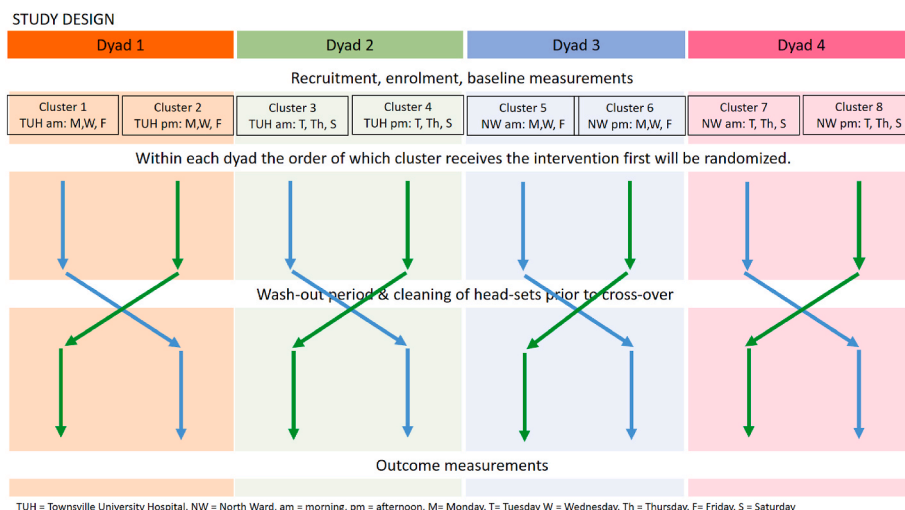 STUDY DESIGN
Dyad 1 Dyad 2 Dyad 3 Dyad 4
Recruitment, enrolment, baseline measurements
Cluster 1 Cluster 2 Cluster 3 Cluster 4 Cluster 5 Cluster 6 Cluster 7 Cluster 8
TUH am: M,W, F TUH pm: M,W, F TUH am: T, Th, S TUH pm: T, Th, S NW am: M,W, F NW pm: M,W, F NW am: T, Th, S NW pm: T, Th, S
Within each dyad the order of which cluster receives the intervention first will be randomized.
Wash-out period & cleaning of head-sets prior to cross-over
Outcome measurements
TUH = Townsville University Hospital, NW = North Ward, am = morning, pm = afternoon, M= Monday, T= Tuesday W = Wednesday, Th = Thursday, F= Friday, S = Saturday